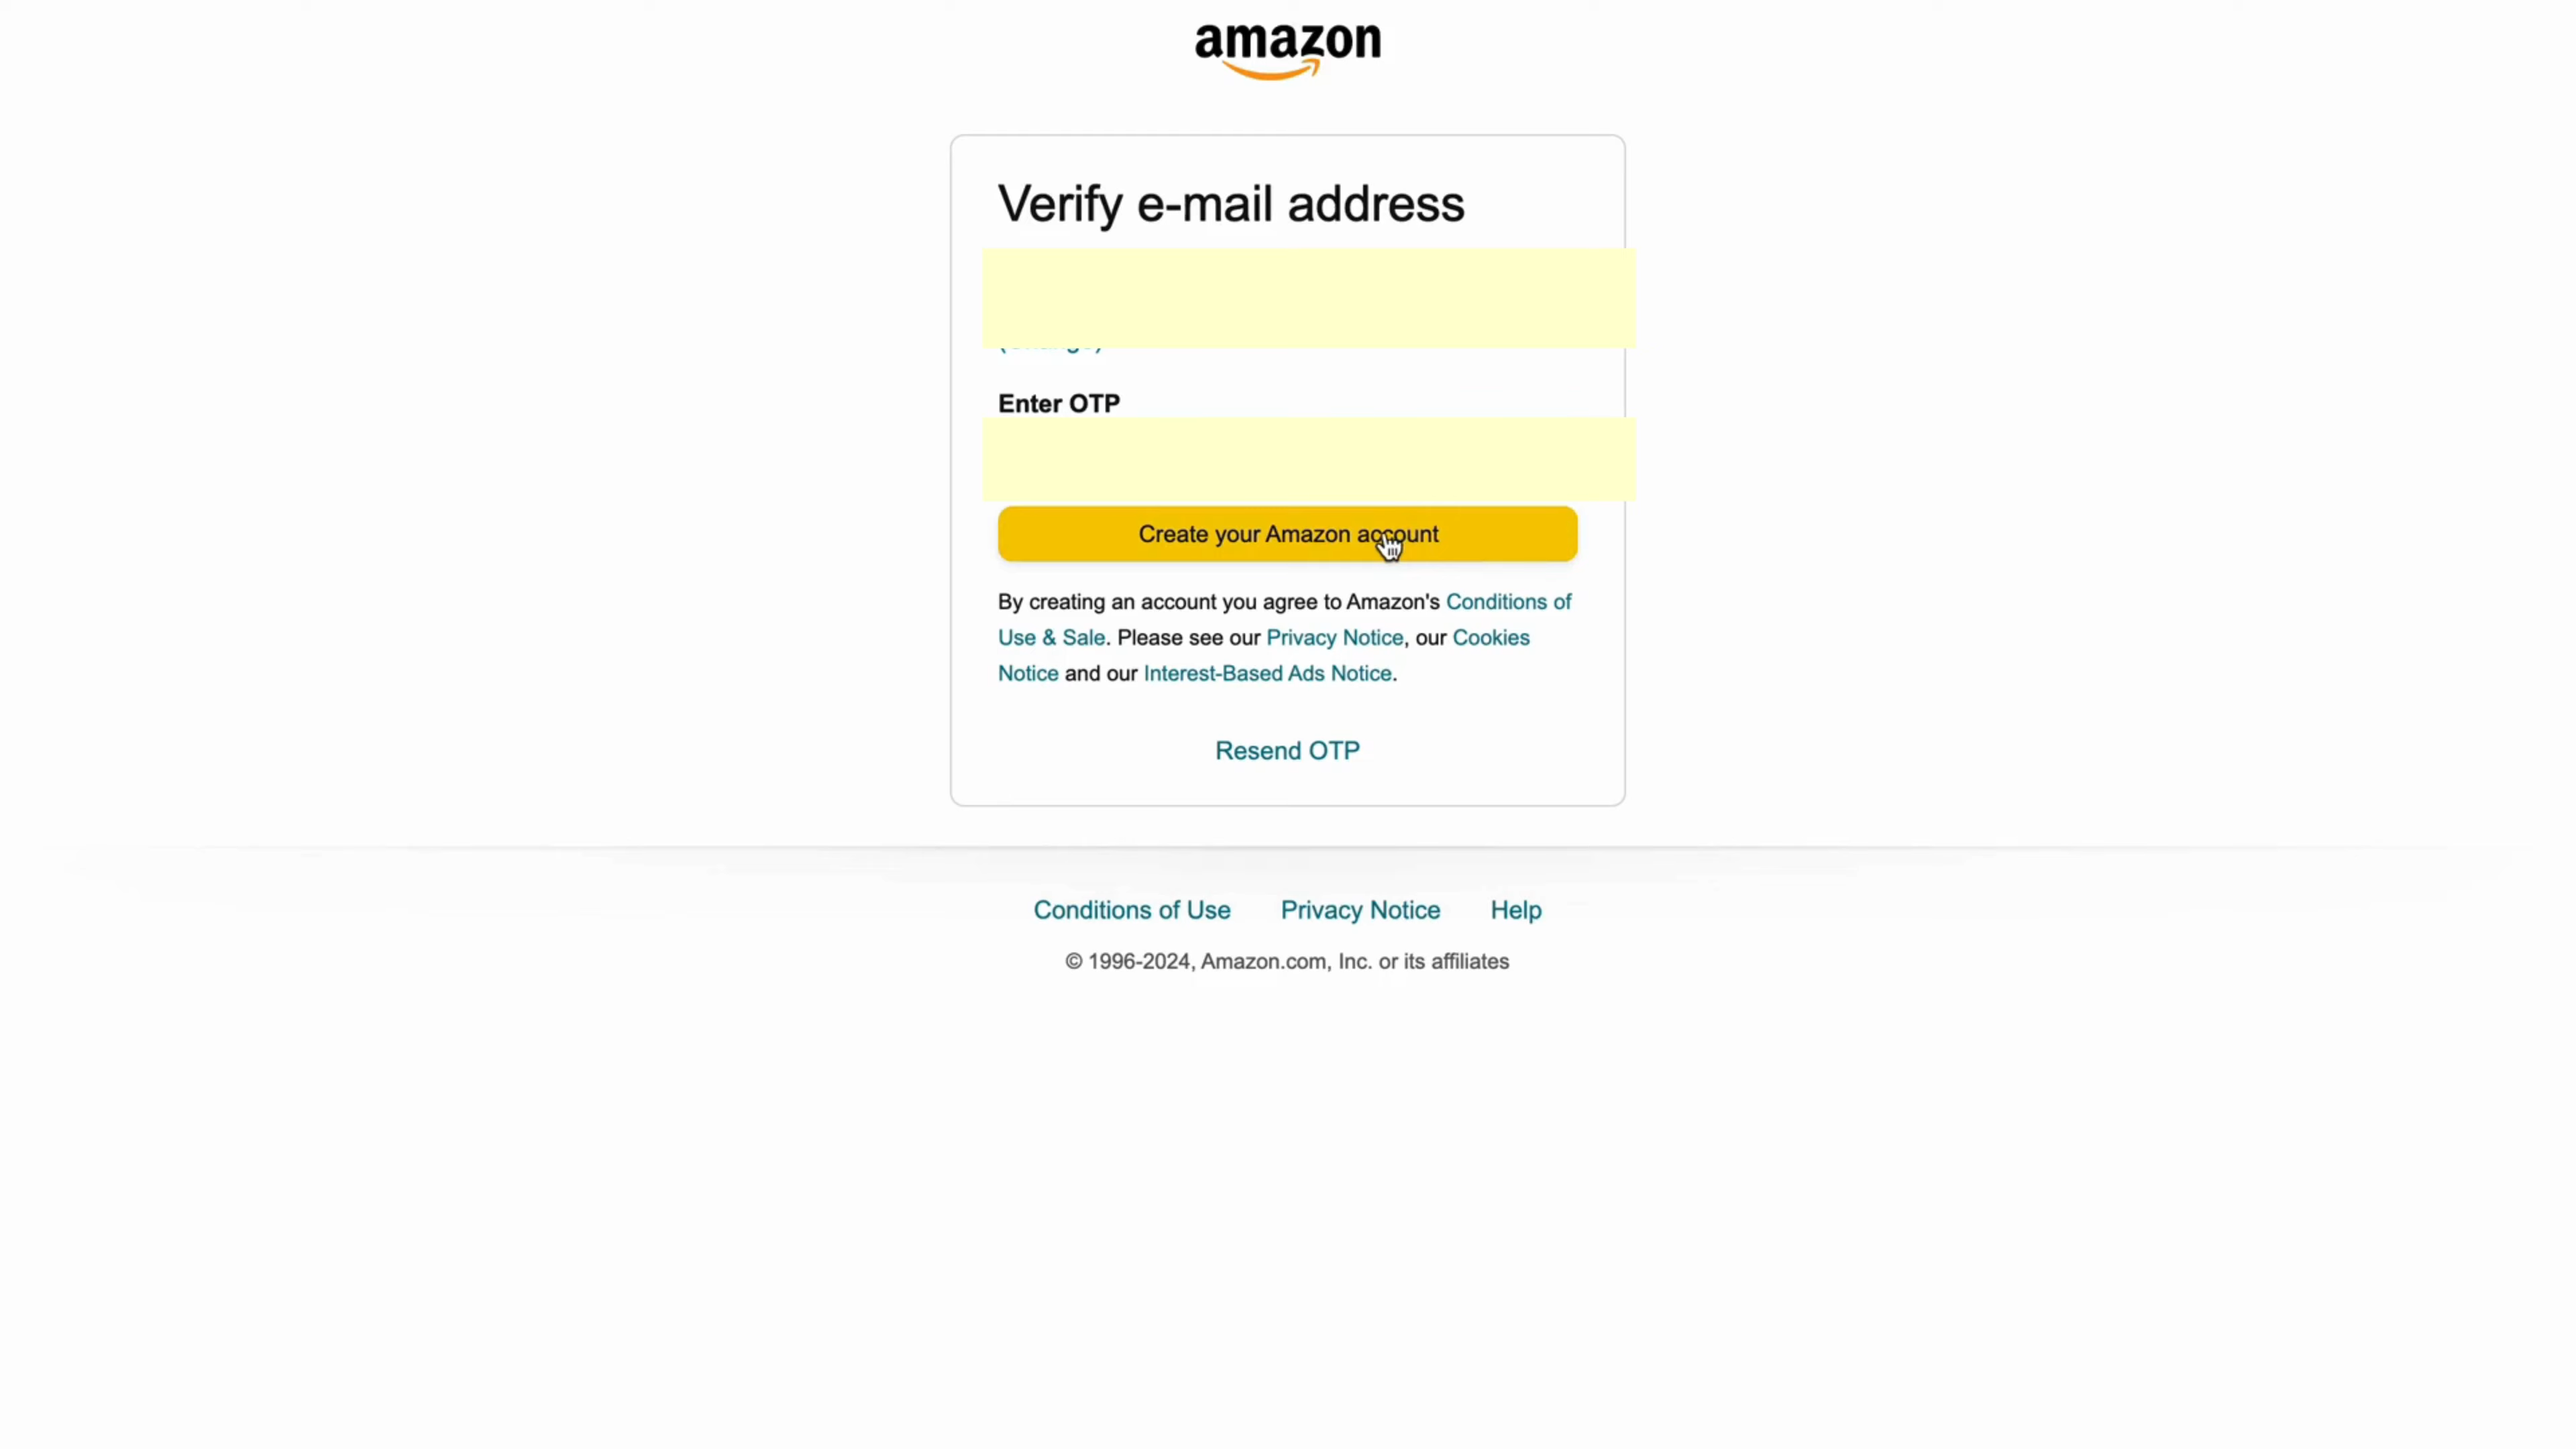 amazon
Verify e-mail address
Enter OTP
Create your Amazon account
By creating an account you agree to Amazon's Conditions of
Use & Sale. Please see our Privacy Notice, our Cookies
Notice and our Interest-Based Ads Notice.
Resend OTP
Conditions of Use Privacy Notice Help
© 1996-2024, Amazon.com, Inc. or its affiliates